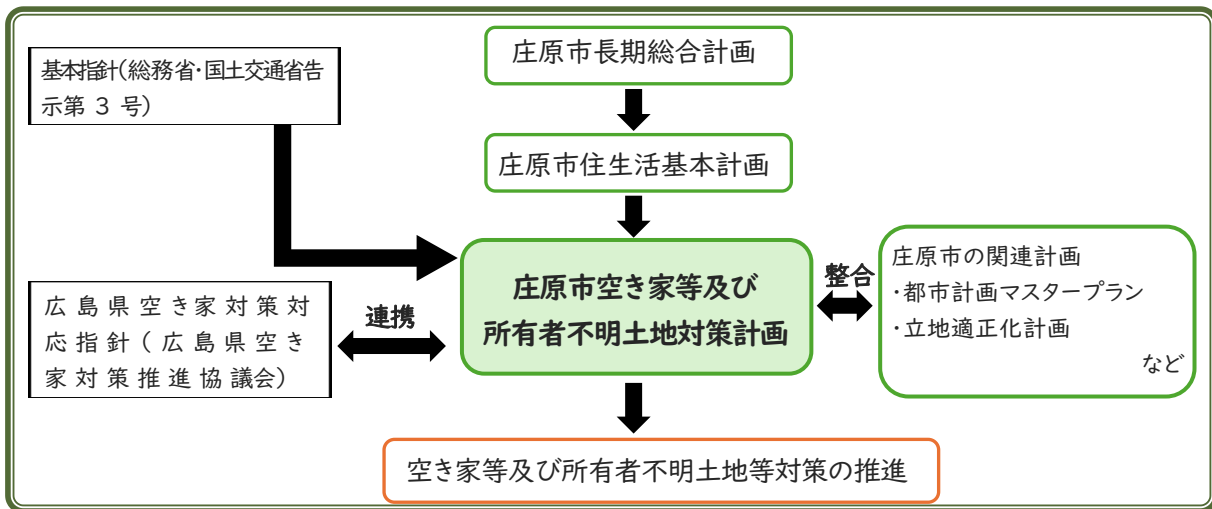 基本指針(総務省・国土交通省告
示第 3 号)
庄原市長期総合計画
庄原市住生活基本計画
庄原市空き家等及び
所有者不明土地対策計画
整合
庄原市の関連計画
・都市計画マスタープラン
・立地適正化計画
など
広島県空き家対策対
応指針(広島県空き
家対策推進協議会)
連携
空き家等及び所有者不明土地等対策の推進